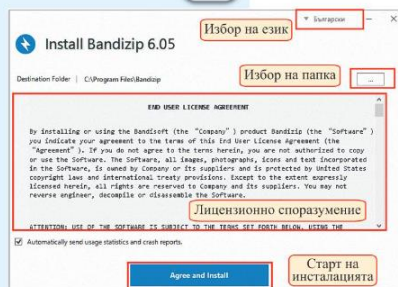 Избор на език
Български
Install Bandizip 6.05
Избор на папка
Destination Folder | C:\Program Files\Bandizip
...
END USER LICENSE AGREEMENT
By installing or using the Bandisoft (the "Company") product Bandizip (the "Software")
you indicate your agreement to the terms of this End User License Agreement (the
"Agreement"). If you do not agree to the terms herein, you are not authorized to copy
or use the Software. The Software, all images, photographs, icons and text incorporated
in the Software, is owned by Company or its suppliers and is protected by United States
copyright laws and international treaty provisions. Except to the extent expressly
licensed herein, all rights are reserved to Company and its suppliers. You may not
reverse engineer, decompile or disassemble the Software.
Лицензионно споразумение
ATTENTION: USE OF THE SOFTWARE IS SUBJECT TO THE TERMS SET FORTH BELOW. USING THE
Automatically send usage statistics and crash reports.
Agree and Install
Старт на
инсталацията